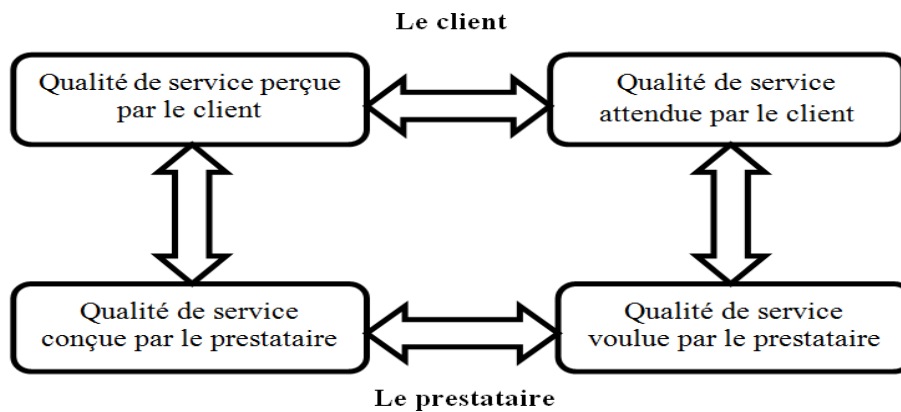 Le client
Qualité de service perçue
par le client
Qualité de service
attendue par le client
Qualité de service
conçue par le prestataire
Qualité de service
voulue par le prestataire
Le prestataire